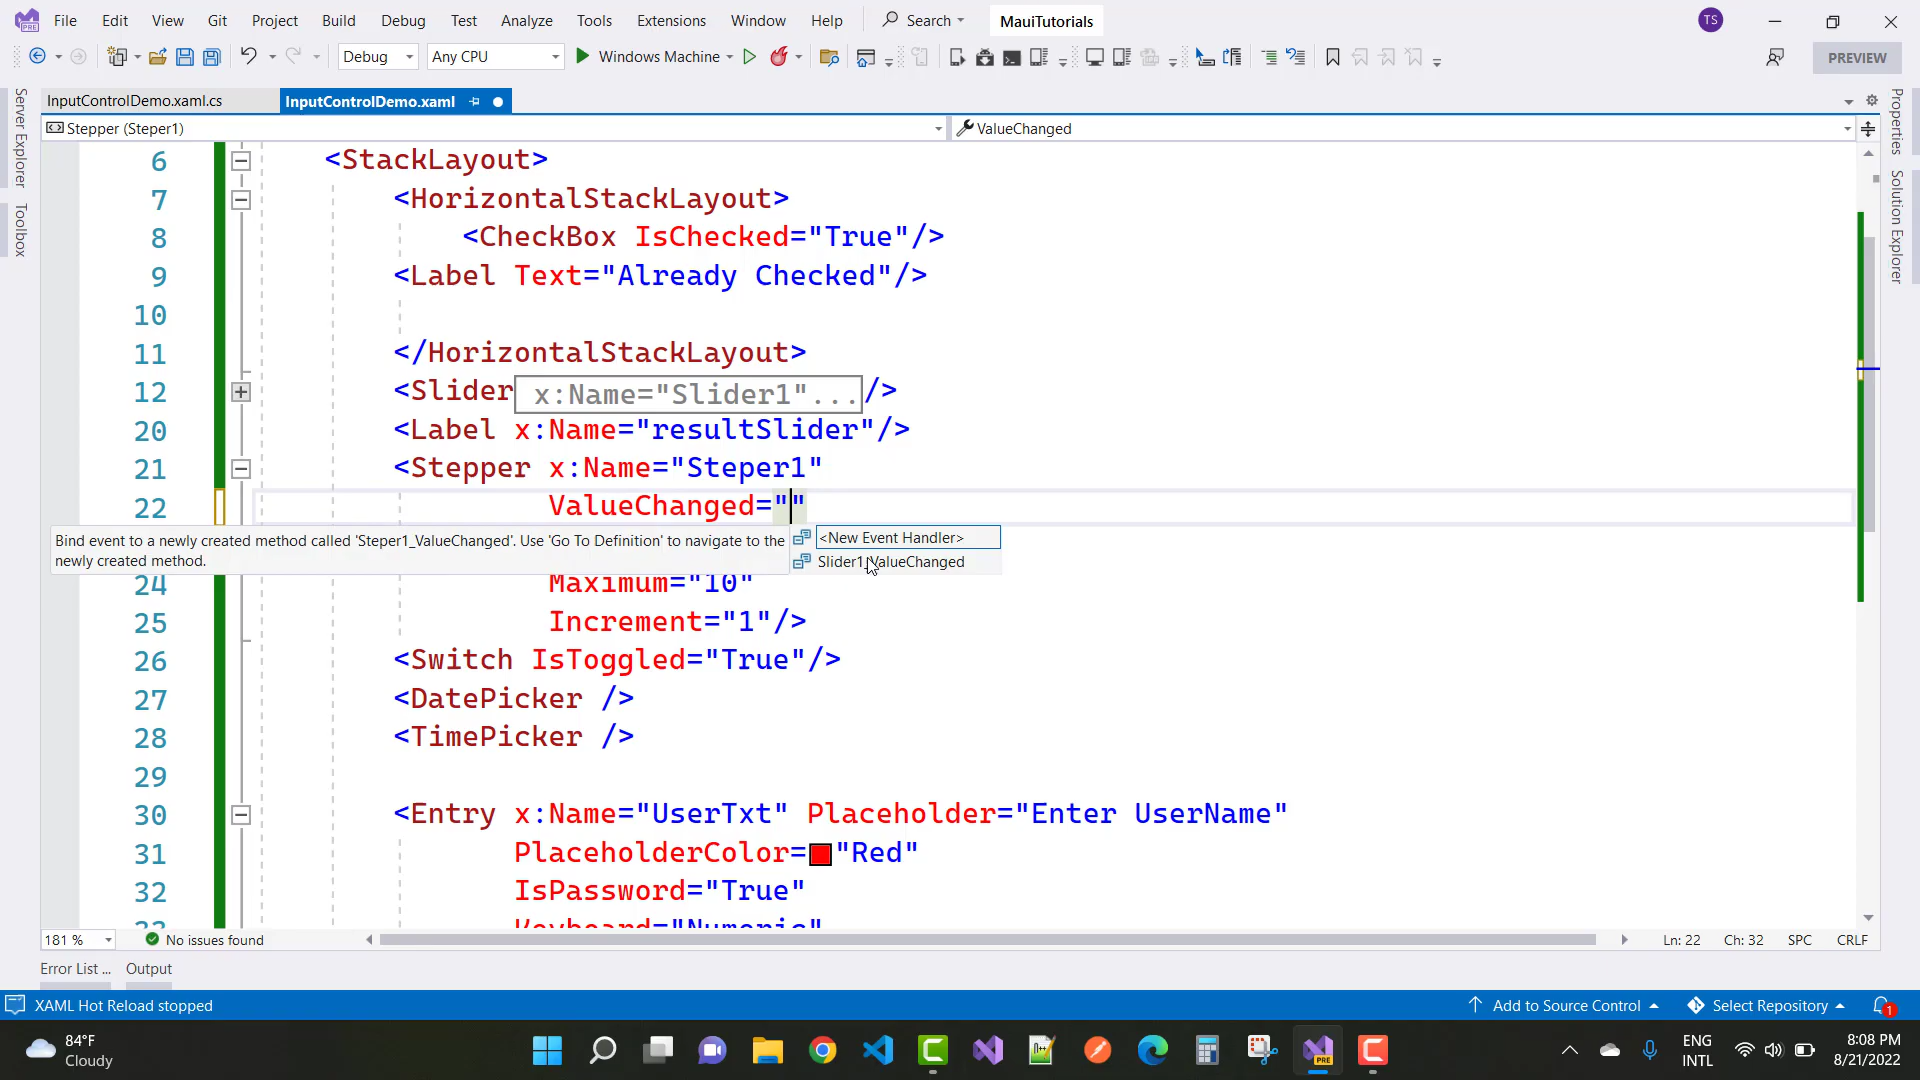 File Edit View Git Project Build Debug Test Analyze Tools Extensions Window Help Search MauiTutorials TS
Debug Any CPU Windows Machine PREVIEW
InputControlDemo.xaml.cs InputControlDemo.xaml
Stepper (Steper1) ValueChanged
Server Explorer
Toolbox
Properties
Solution Explorer
6 <StackLayout>
7 <HorizontalStackLayout>
8 <CheckBox IsChecked="True"/>
9 <Label Text="Already Checked"/>
10
11 </HorizontalStackLayout>
12 <Slider x:Name="Slider1".../>
20 <Label x:Name="resultSlider"/>
21 <Stepper x:Name="Steper1"
22 ValueChanged=""
Bind event to a newly created method called 'Steper1_ValueChanged'. Use 'Go To Definition' to navigate to the
newly created method.
<New Event Handler>
Slider1_ValueChanged
24 Maximum="10"
25 Increment="1"/>
26 <Switch IsToggled="True"/>
27 <DatePicker />
28 <TimePicker />
29
30 <Entry x:Name="UserTxt" Placeholder="Enter UserName"
31 PlaceholderColor="Red"
32 IsPassword="True"
33 Keyboard="Numeric"
181 % No issues found Ln: 22 Ch: 32 SPC CRLF
Error List ... Output
XAML Hot Reload stopped Add to Source Control Select Repository 1
84°F
Cloudy
ENG
INTL
8:08 PM
8/21/2022